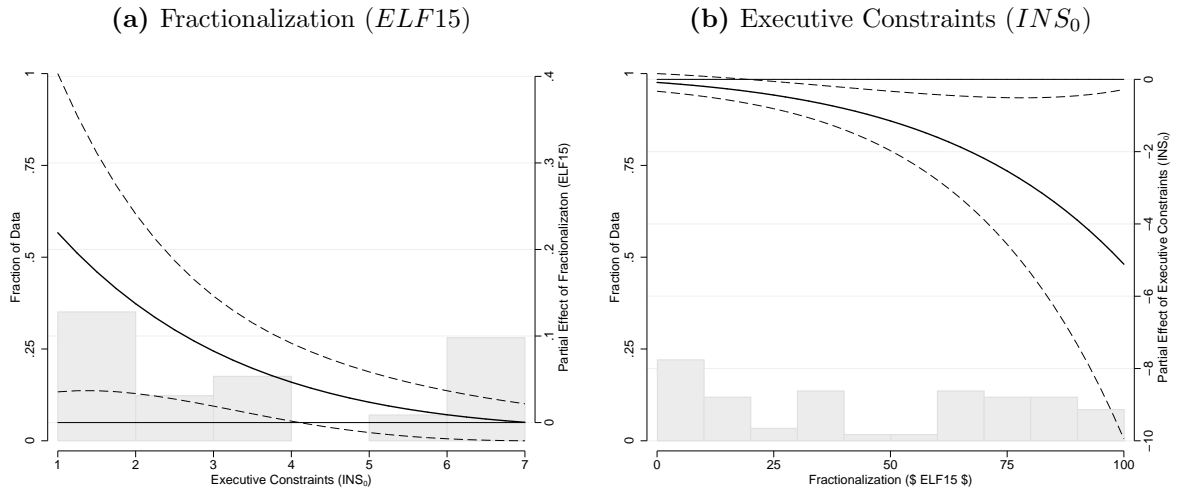 (a) Fractionalization (ELF15)
Fraction of Data
0
.25
.5
.75
1
Partial Effect of Fractionalization (ELF15)
0
.1
.2
.3
.4
1 2 3 4 5 6 7
Executive Constraints (INS₀)
(b) Executive Constraints (INS₀)
Fraction of Data
0
.25
.5
.75
1
Partial Effect of Executive Constraints (INS₀)
−10
−8
−6
−4
−2
0
0 25 50 75 100
Fractionalization ($ ELF15 $)